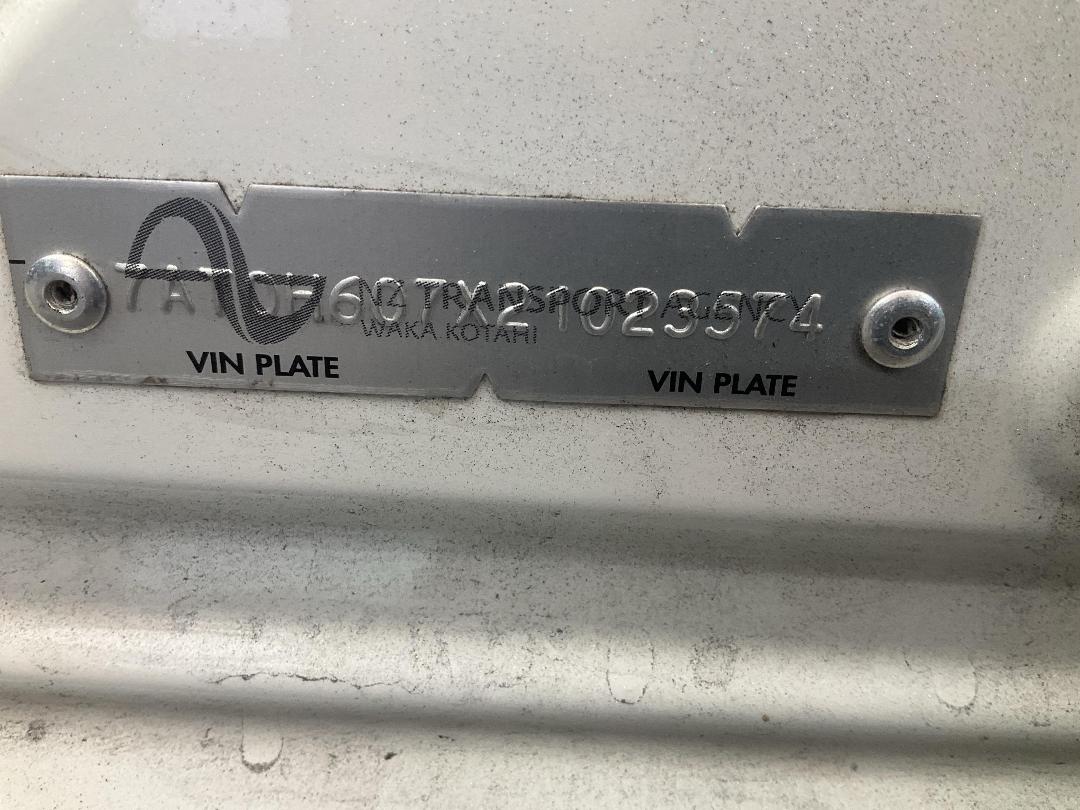 NZ TRANSPORT AGENCY
WAKA KOTAHI
VIN PLATE
VIN PLATE